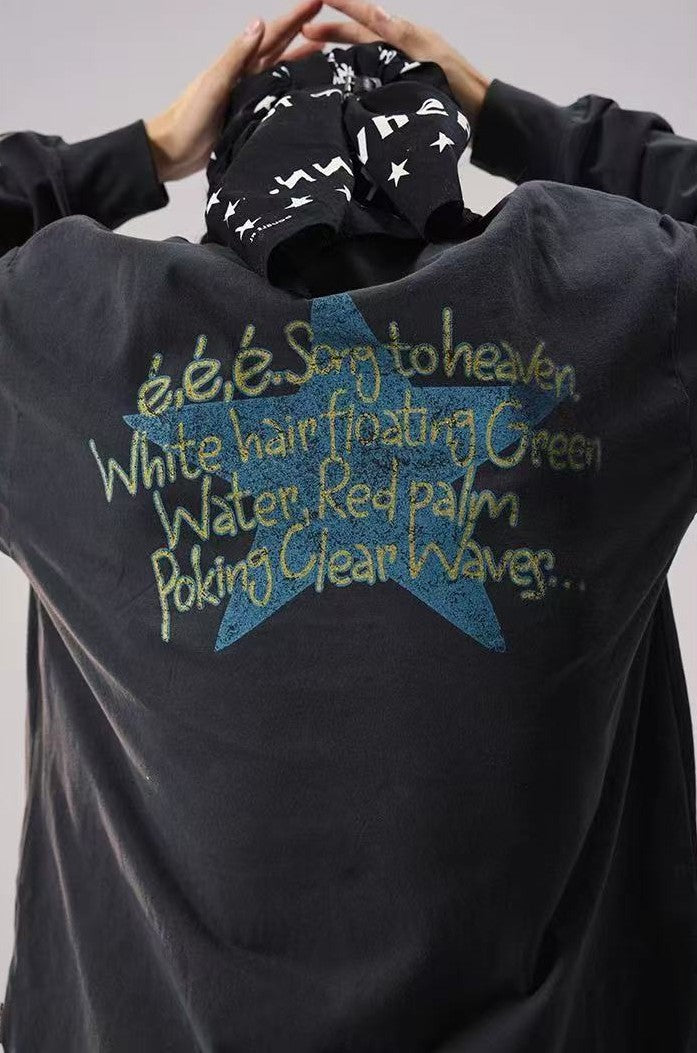 é,é,é.Song to heaven,
White hair floating Green
Water, Red palm
Poking Clear Waves...